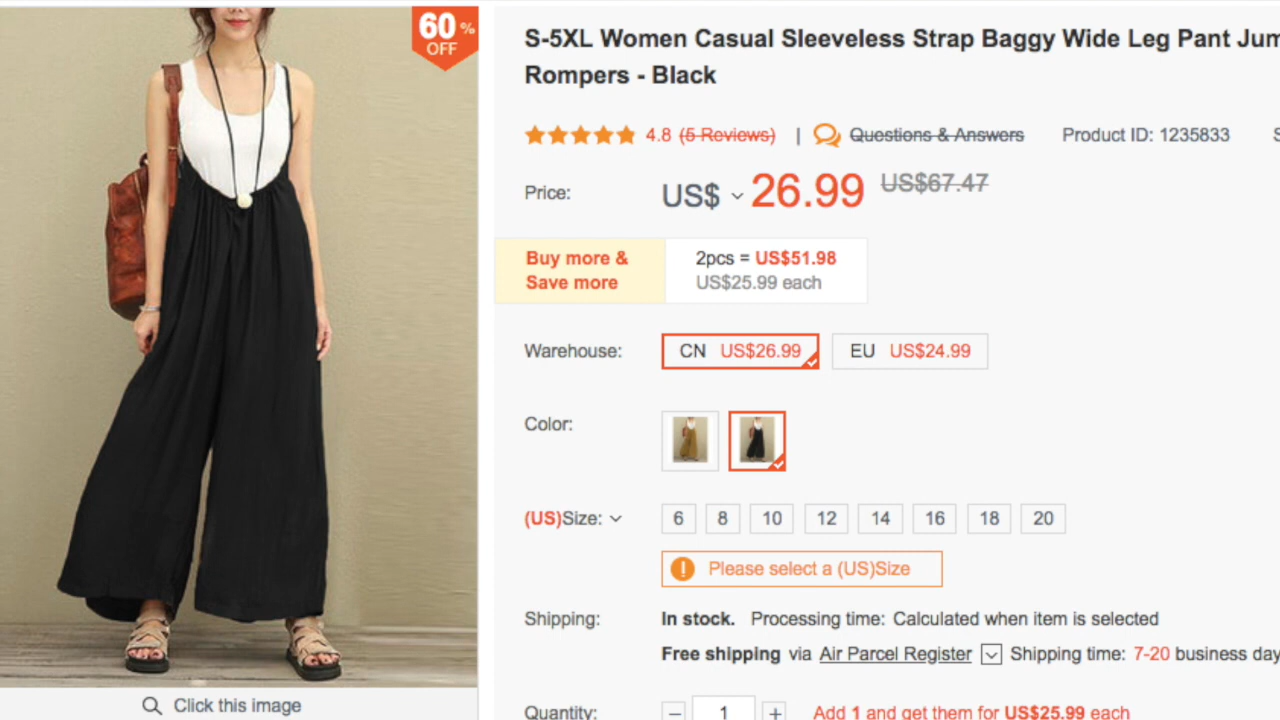 60 %
OFF
S-5XL Women Casual Sleeveless Strap Baggy Wide Leg Pant
Rompers - Black
4.8 (5 Reviews) | Questions & Answers Product ID: 1235833
Price: US$ 26.99 US$67.47
Buy more & 2pcs = US$51.98
Save more US$25.99 each
Warehouse: CN US$26.99 EU US$24.99
Color:
(US)Size: 6 8 10 12 14 16 18 20
! Please select a (US)Size
Shipping: In stock. Processing time: Calculated when item is selected
Free shipping via Air Parcel Register Shipping time: 7-20 business
Click this image
Quantity: − 1 + Add 1 and get them for US$25.99 each